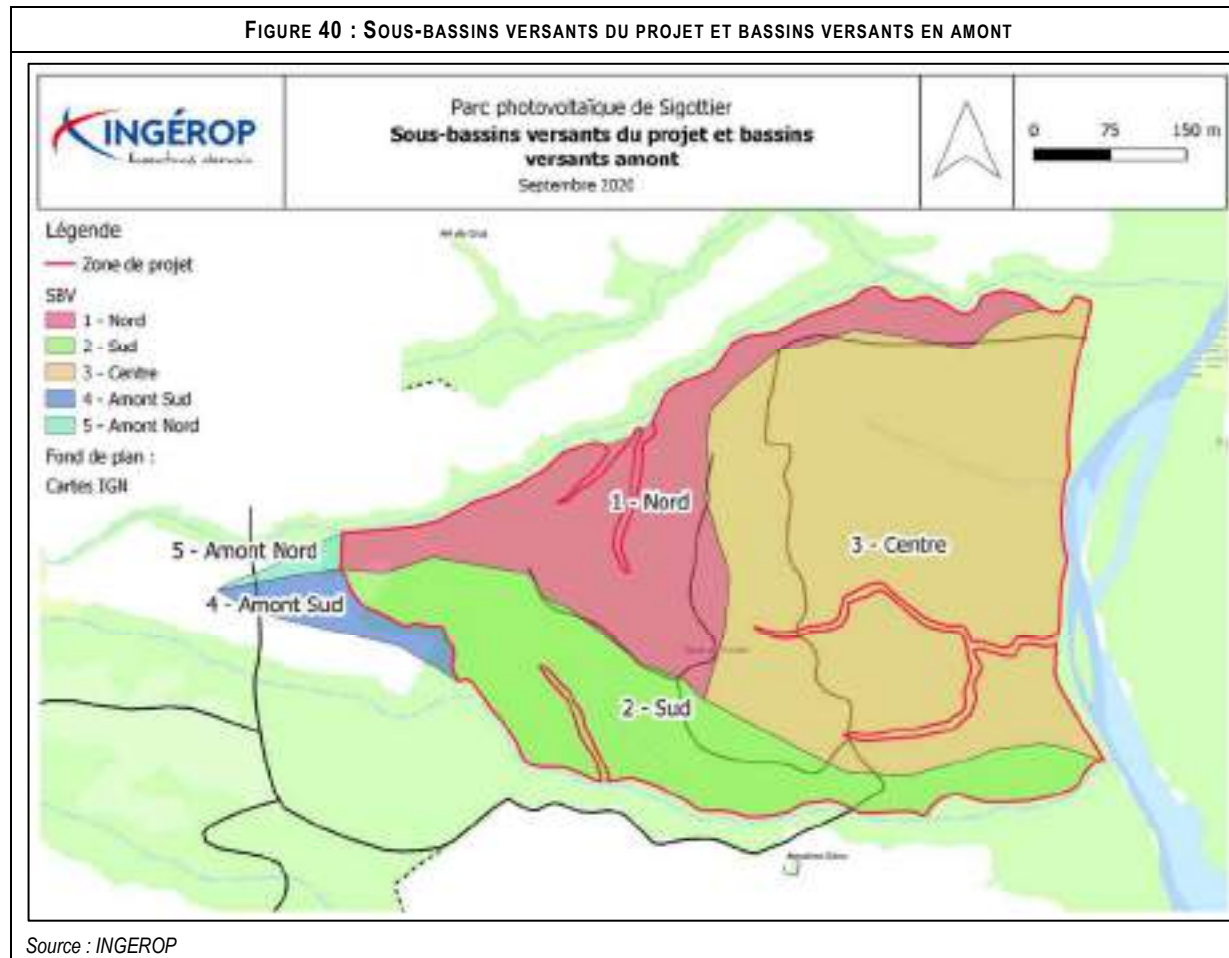 FIGURE 40 : SOUS-BASSINS VERSANTS DU PROJET ET BASSINS VERSANTS EN AMONT
INGÉROP
Parc photovoltaïque de Sigottier
Sous-bassins versants du projet et bassins
versants amont
Septembre 2020
0 75 150 m
Légende
Zone de projet
SBV
1 - Nord
2 - Sud
3 - Centre
4 - Amont Sud
5 - Amont Nord
Fond de plan :
Cartes IGN
1 - Nord
3 - Centre
5 - Amont Nord
4 - Amont Sud
2 - Sud
Source : INGEROP